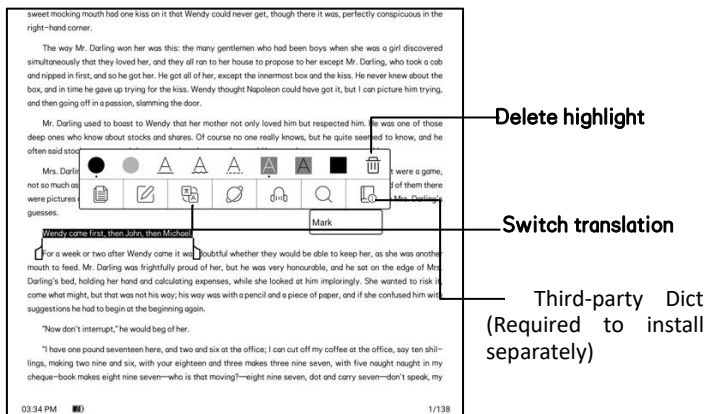 sweet mocking mouth had one kiss on it that Wendy could never get, though there it was, perfectly conspicuous in the
right-hand corner.
The way Mr. Darling won her was this: the many gentlemen who had been boys when she was a girl discovered
simultaneously that they loved her, and they all ran to her house to propose to her except Mr. Darling, who took a cab
and nipped in first, and so he got her. He got all of her, except the innermost box and the kiss. He never knew about the
box, and in time he gave up trying for the kiss. Wendy thought Napoleon could have got it, but I can picture him trying,
and then going off in a passion, slamming the door.
Mr. Darling used to boast to Wendy that her mother not only loved him but respected him. He was one of those
deep ones who know about stocks and shares. Of course no one really knows, but he quite seemed to know, and he
often said
Delete highlight
Mrs. were a game,
not so much as of them there
were pictures Mrs. Darling's
guesses.
Mark
Switch translation
Wendy came first, then John, then Michael.
For a week or two after Wendy came it was doubtful whether they would be able to keep her, as she was another
mouth to feed. Mr. Darling was frightfully proud of her, but he was very honourable, and he sat on the edge of Mrs.
Darling's bed, holding her hand and calculating expenses, while she looked at him imploringly. She wanted to risk it,
come what might, but that was not his way; his way was with a pencil and a piece of paper, and if she confused him with
suggestions he had to begin at the beginning again.
Third-party Dict
(Required to install
separately)
"Now don't interrupt," he would beg of her.
"I have one pound seventeen here, and two and six at the office; I can cut off my coffee at the office, say ten shil-
lings, making two nine and six, with your eighteen and three makes three nine seven, with five naught naught in my
cheque-book makes eight nine seven—who is that moving?—eight nine seven, dot and carry seven—don't speak, my
03:34 PM
1/138